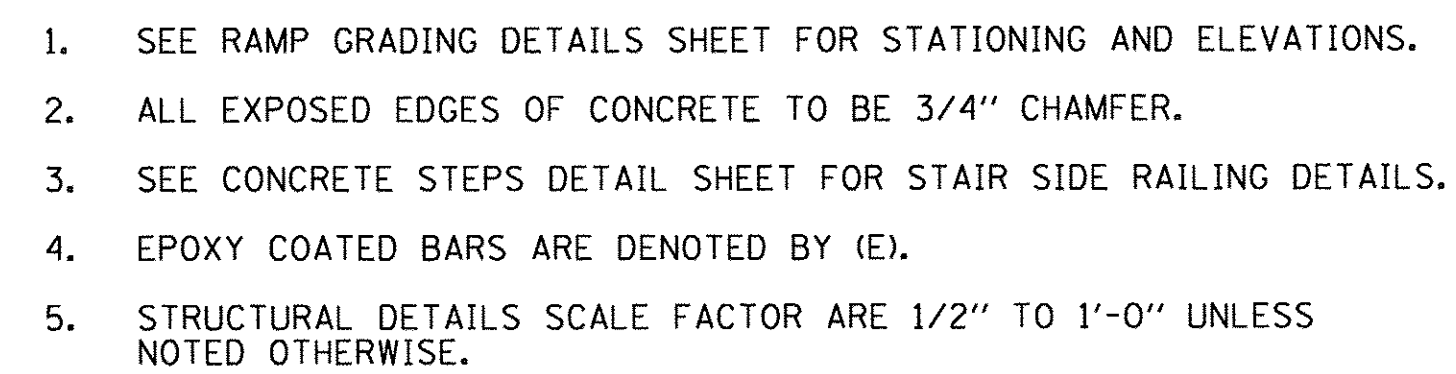 1. SEE RAMP GRADING DETAILS SHEET FOR STATIONING AND ELEVATIONS.
2. ALL EXPOSED EDGES OF CONCRETE TO BE 3/4" CHAMFER.
3. SEE CONCRETE STEPS DETAIL SHEET FOR STAIR SIDE RAILING DETAILS.
4. EPOXY COATED BARS ARE DENOTED BY (E).
5. STRUCTURAL DETAILS SCALE FACTOR ARE 1/2" TO 1'-0" UNLESS
NOTED OTHERWISE.